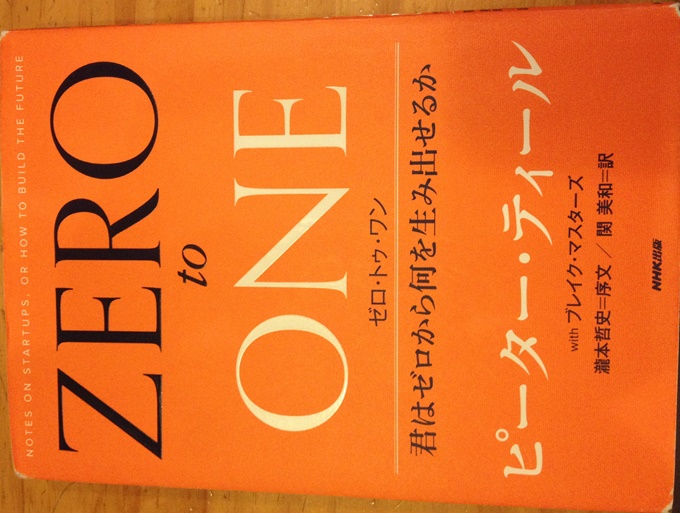 NOTES ON STARTUPS, OR HOW TO BUILD THE FUTURE
ZERO
to
ONE
ゼロ・トゥ・ワン
君はゼロから何を生み出せるか
ピーター・ティール
with ブレイク・マスターズ
瀧本哲史=序文/関 美和=訳
NHK出版